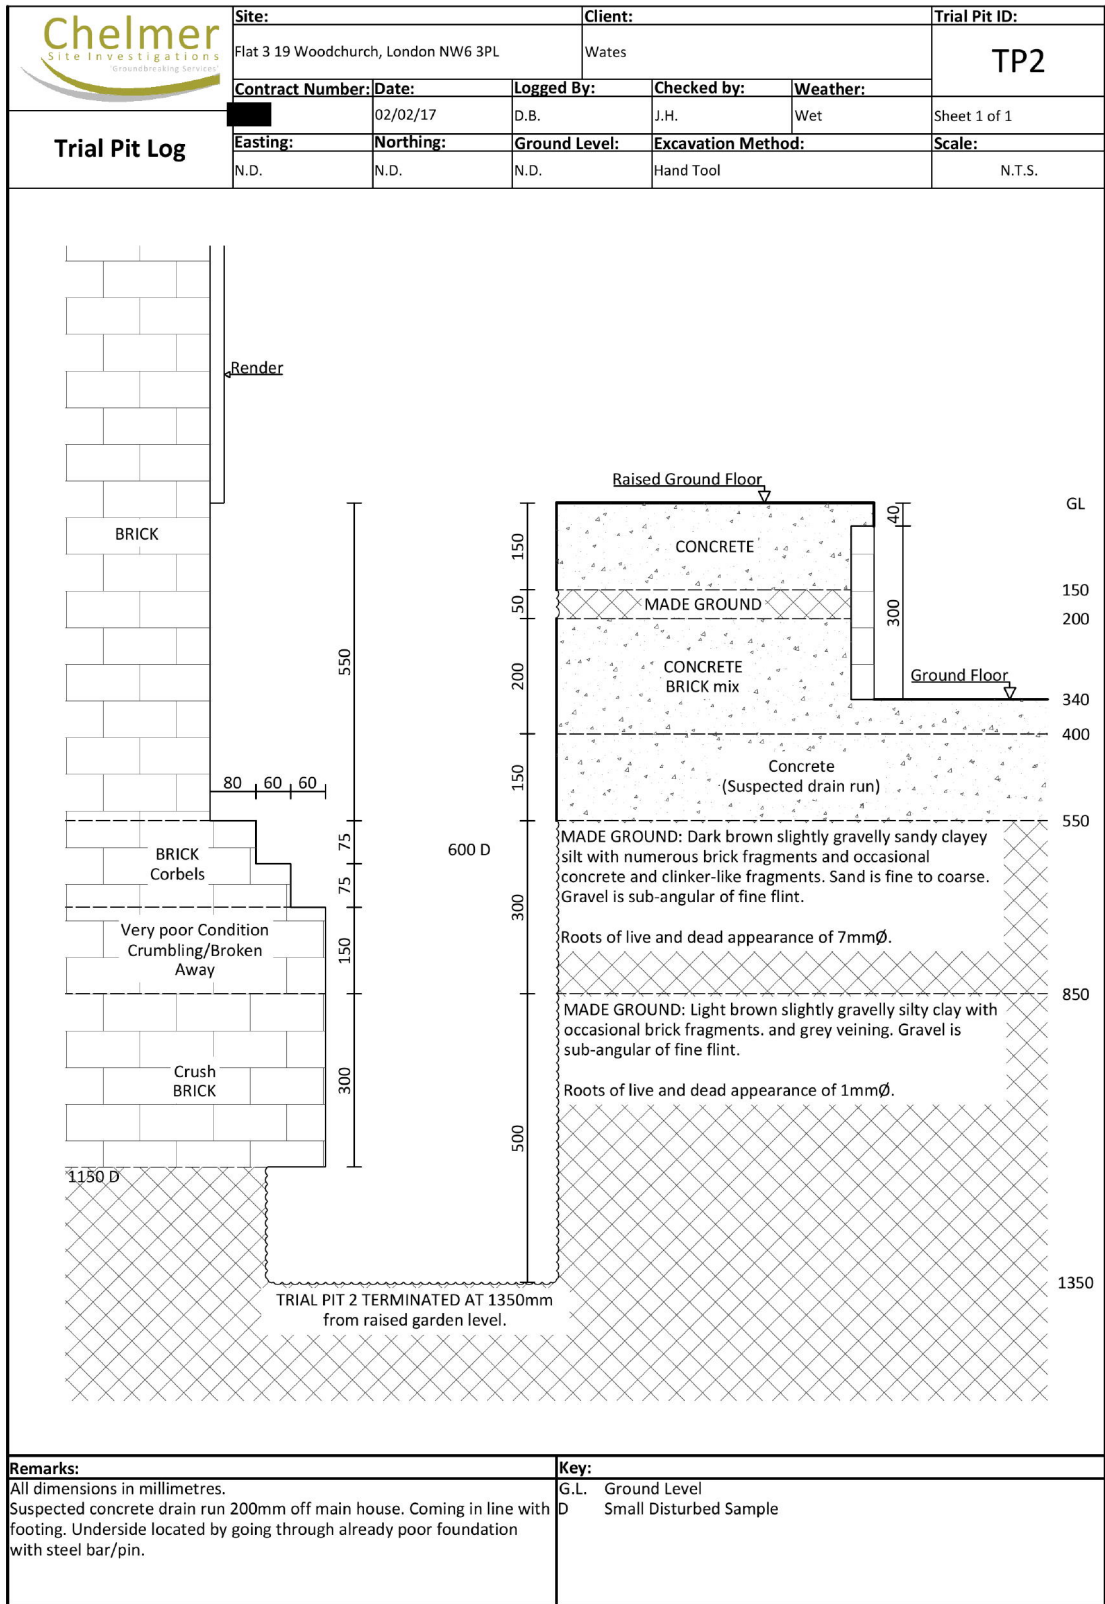 Chelmer
Site Investigations
'Groundbreaking Services'
Trial Pit Log
Site:
Flat 3 19 Woodchurch, London NW6 3PL
Client:
Wates
Trial Pit ID:
TP2
Contract Number:
Date:
02/02/17
Logged By:
D.B.
Checked by:
J.H.
Weather:
Wet
Sheet 1 of 1
Easting:
N.D.
Northing:
N.D.
Ground Level:
N.D.
Excavation Method:
Hand Tool
Scale:
N.T.S.
Render
BRICK
550
80 60 60
BRICK
Corbels
75
75
Very poor Condition
Crumbling/Broken
Away
150
Crush
BRICK
300
1150 D
600 D
Raised Ground Floor
150
50
200
150
300
500
CONCRETE
MADE GROUND
CONCRETE
BRICK mix
40
300
Ground Floor
Concrete
(Suspected drain run)
GL
150
200
340
400
550
850
1350
MADE GROUND: Dark brown slightly gravelly sandy clayey
silt with numerous brick fragments and occasional
concrete and clinker-like fragments. Sand is fine to coarse.
Gravel is sub-angular of fine flint.
Roots of live and dead appearance of 7mmØ.
MADE GROUND: Light brown slightly gravelly silty clay with
occasional brick fragments. and grey veining. Gravel is
sub-angular of fine flint.
Roots of live and dead appearance of 1mmØ.
TRIAL PIT 2 TERMINATED AT 1350mm
from raised garden level.
Remarks:
All dimensions in millimetres.
Suspected concrete drain run 200mm off main house. Coming in line with
footing. Underside located by going through already poor foundation
with steel bar/pin.
Key:
G.L. Ground Level
D Small Disturbed Sample